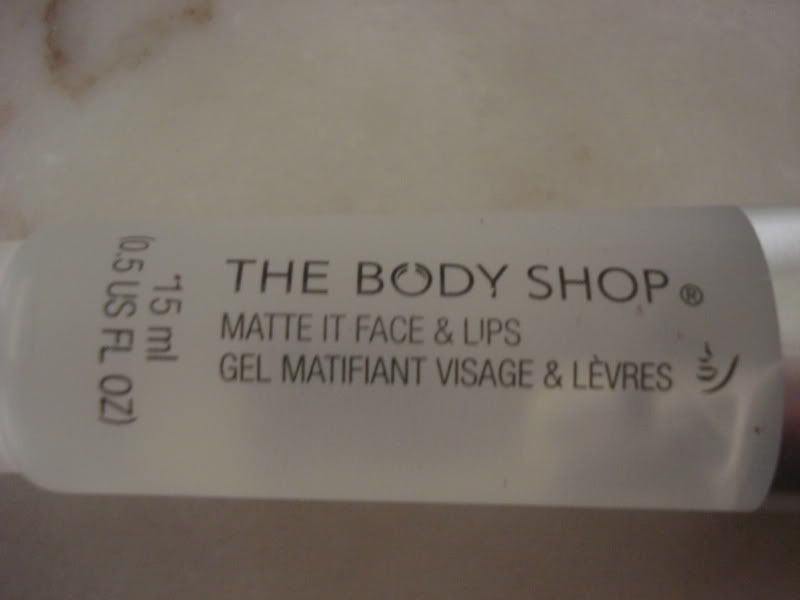 THE BODY SHOP®
MATTE IT FACE & LIPS
GEL MATIFIANT VISAGE & LÈVRES
15 ml
(0.5 US FL OZ)